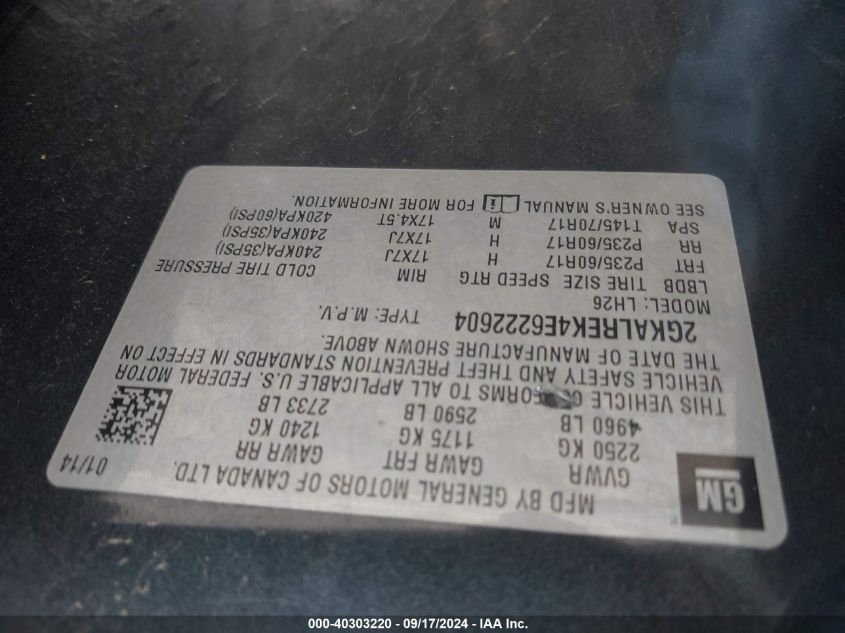 GM
MFD BY GENERAL MOTORS OF CANADA LTD.
01/14
GVWR GAWR FRT GAWR RR
2250 KG 1175 KG 1240 KG
4960 LB 2590 LB 2733 LB
THIS VEHICLE FORMS TO ALL APPLICABLE U.S. FEDERAL MOTOR
VEHICLE SAFETY AND THEFT PREVENTION STANDARDS IN EFFECT ON
THE DATE OF MANUFACTURE SHOWN ABOVE.
2GKALREK4E6222604 TYPE: M.P.V.
MODEL: LH26
LBDB TIRE SIZE SPEED RTG RIM COLD TIRE PRESSURE
FRT P235/60R17 H 17X7J 240KPA(35PSI)
RR P235/60R17 H 17X7J 240KPA(35PSI)
SPA T145/70R17 M 17X4.5T 420KPA(60PSI)
SEE OWNER'S MANUAL i FOR MORE INFORMATION.
000-40303220 - 09/17/2024 - IAA Inc.